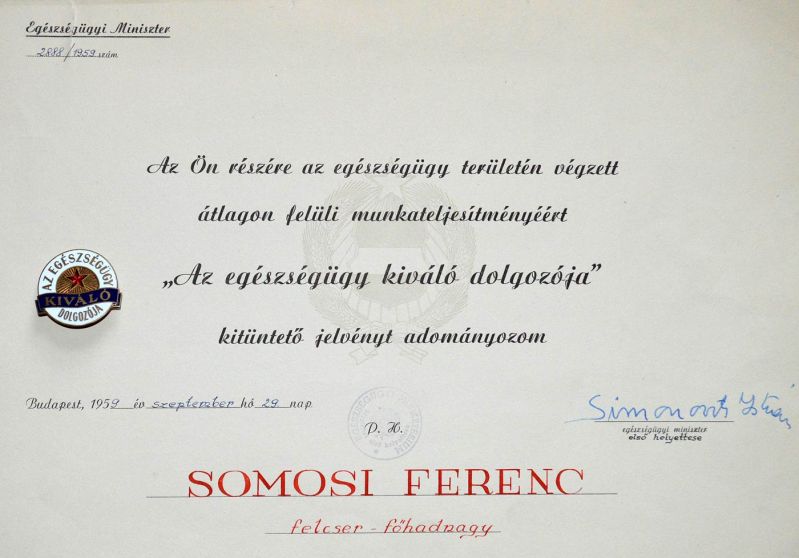 Egészségügyi Miniszter
2888/1959 szám.
Az Ön részére az egészségügy területén végzett
átlagon felüli munkateljesítményéért
„Az egészségügy kiváló dolgozója”
kitüntető jelvényt adományozom
AZ EGÉSZSÉGÜGY
KIVÁLÓ
DOLGOZÓJA
Budapest, 1959 év szeptember hó 29 nap
P. H.
Simonovits István
egészségügyi miniszter
első helyettese
SOMOSI FERENC
felcser - főhadnagy